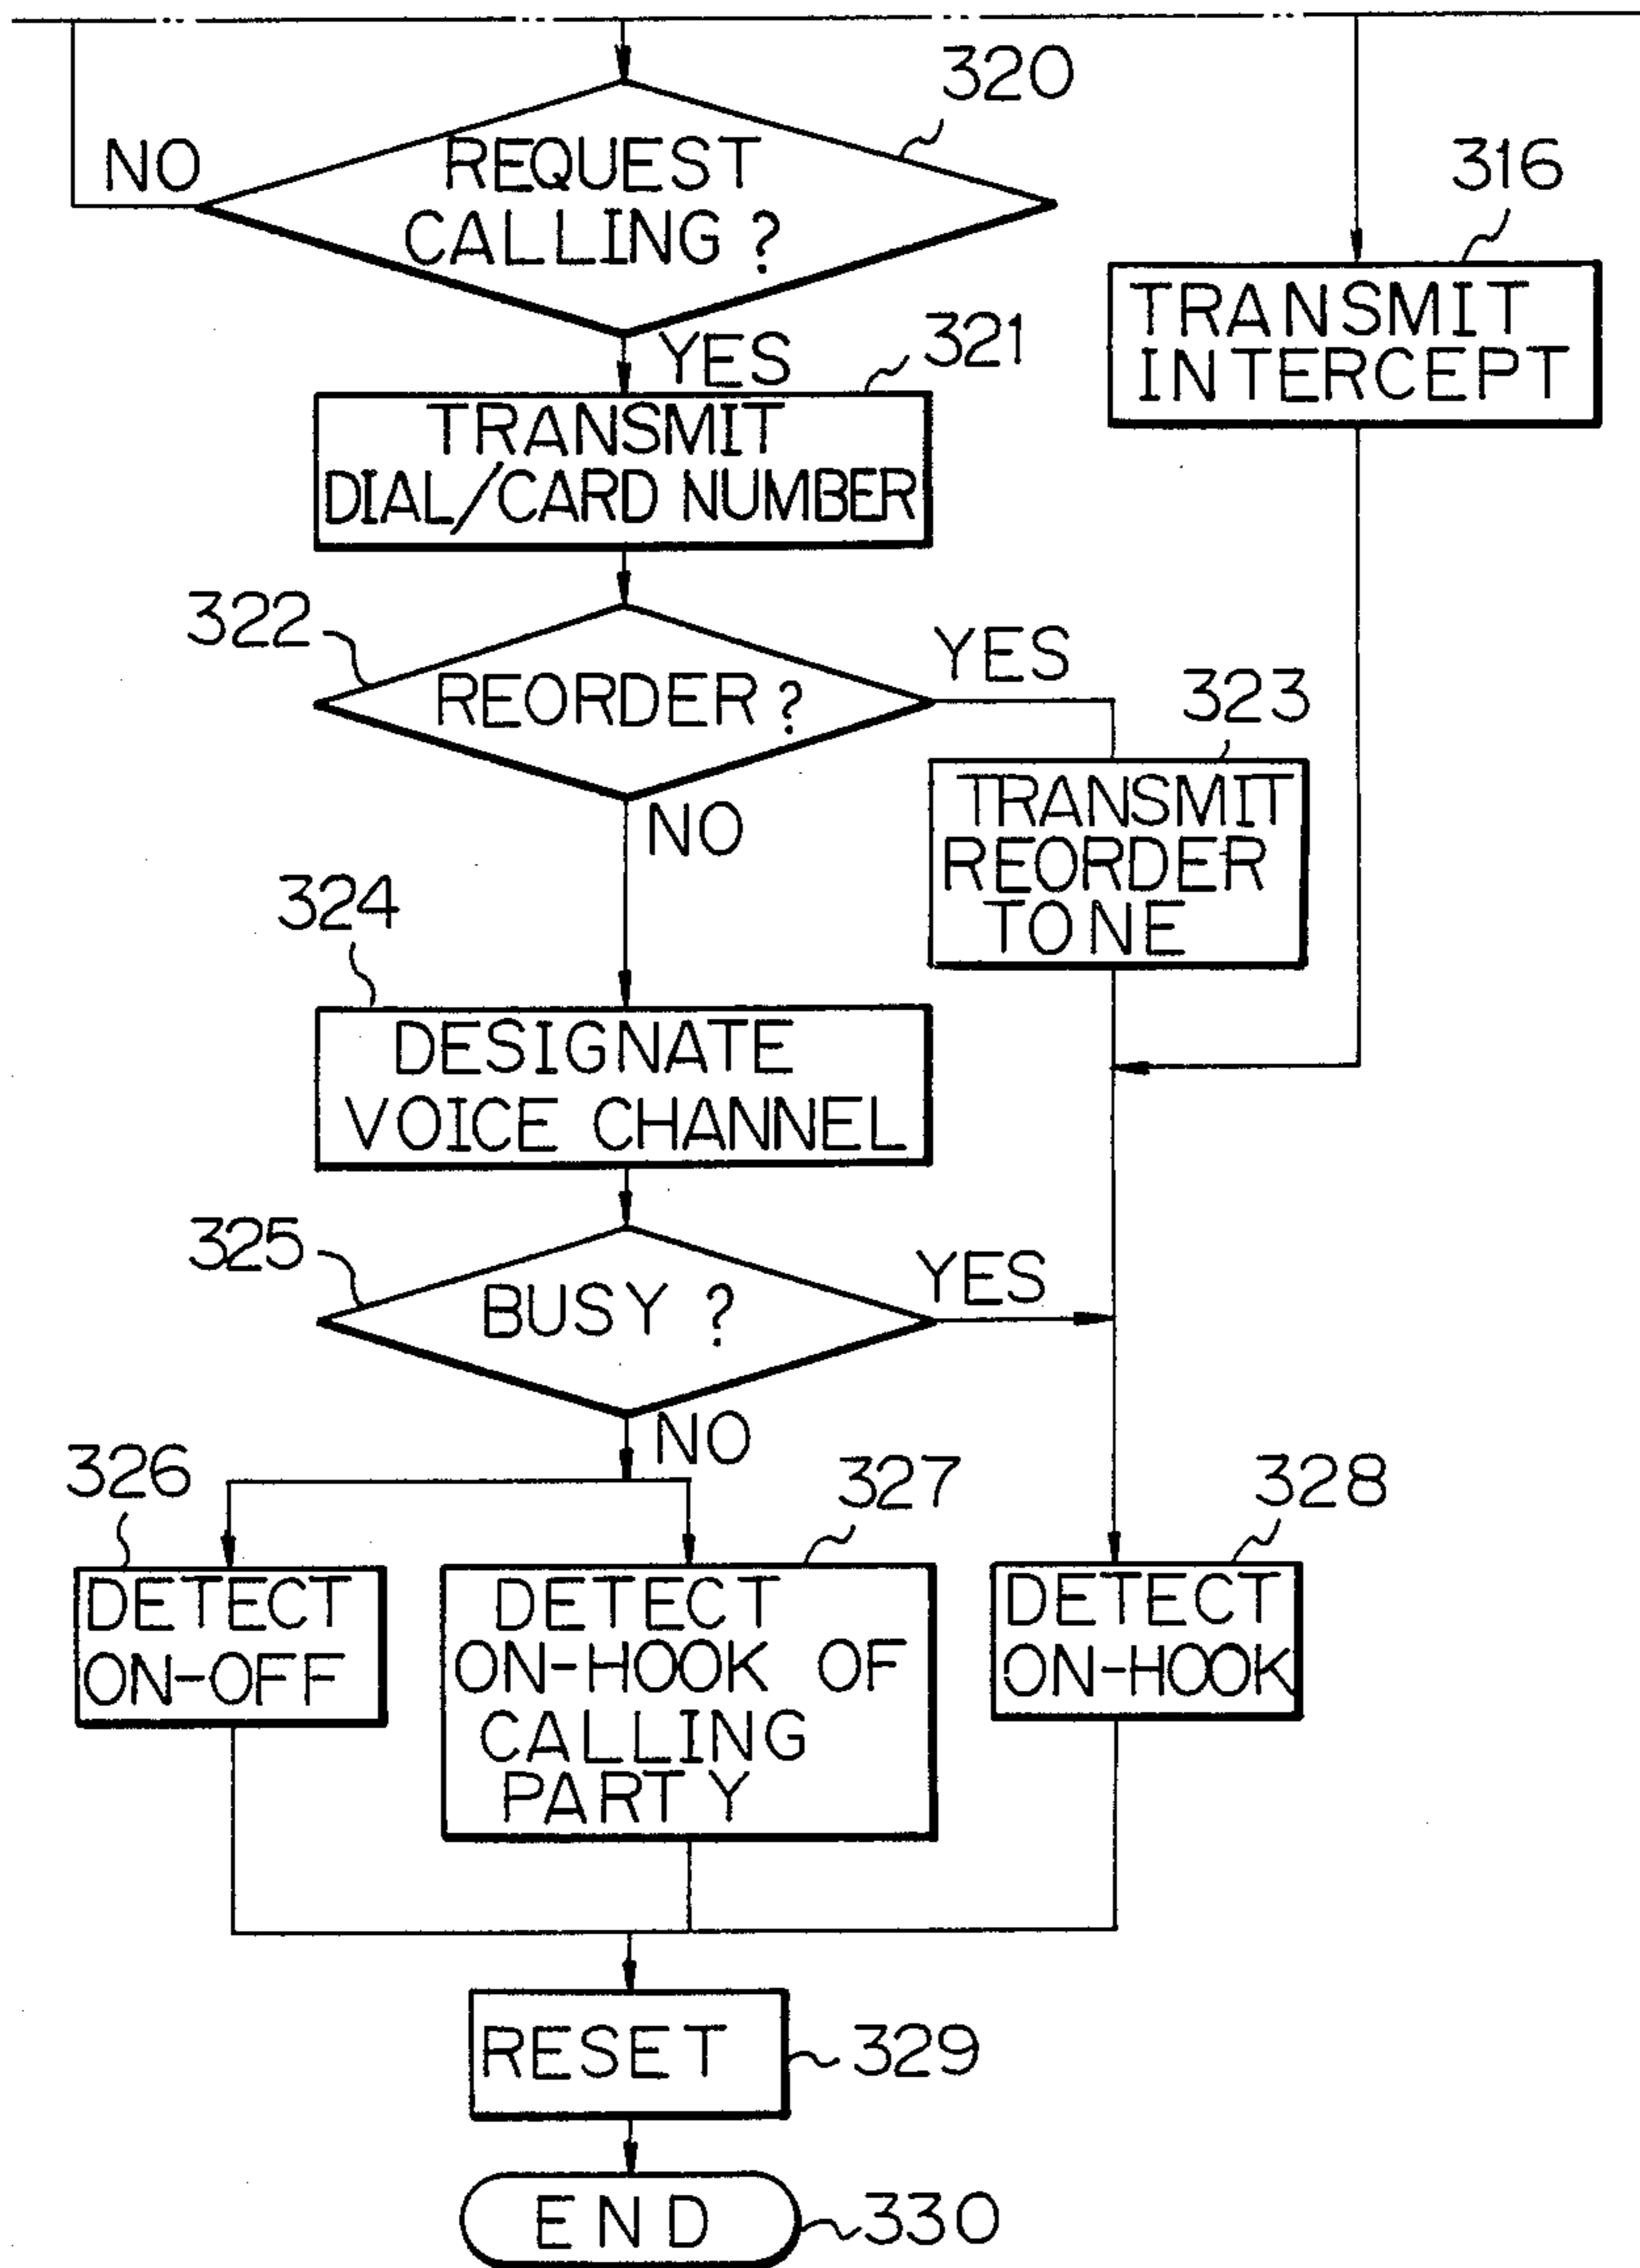 320
NO
REQUEST
CALLING?
316
TRANSMIT
INTERCEPT
YES
321
TRANSMIT
DIAL/CARD NUMBER
322
REORDER?
YES
323
NO
TRANSMIT
REORDER
TONE
324
DESIGNATE
VOICE CHANNEL
325
BUSY?
YES
NO
326
327
328
DETECT
ON-OFF
DETECT
ON-HOOK OF
CALLING
PARTY
DETECT
ON-HOOK
RESET
329
END
330